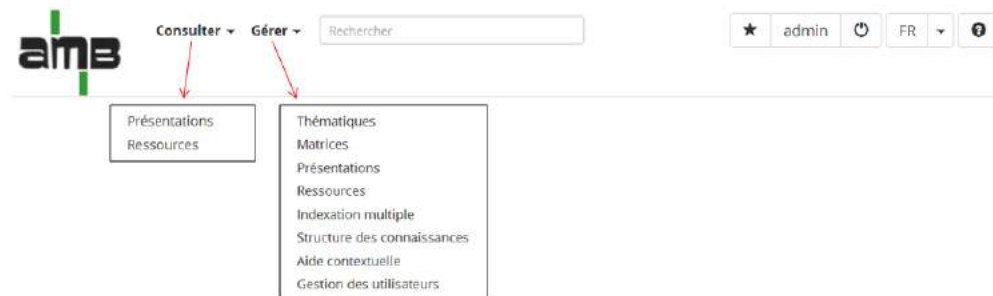 amB
Consulter Gérer Rechercher admin FR
Présentations
Ressources
Thématiques
Matrices
Présentations
Ressources
Indexation multiple
Structure des connaissances
Aide contextuelle
Gestion des utilisateurs